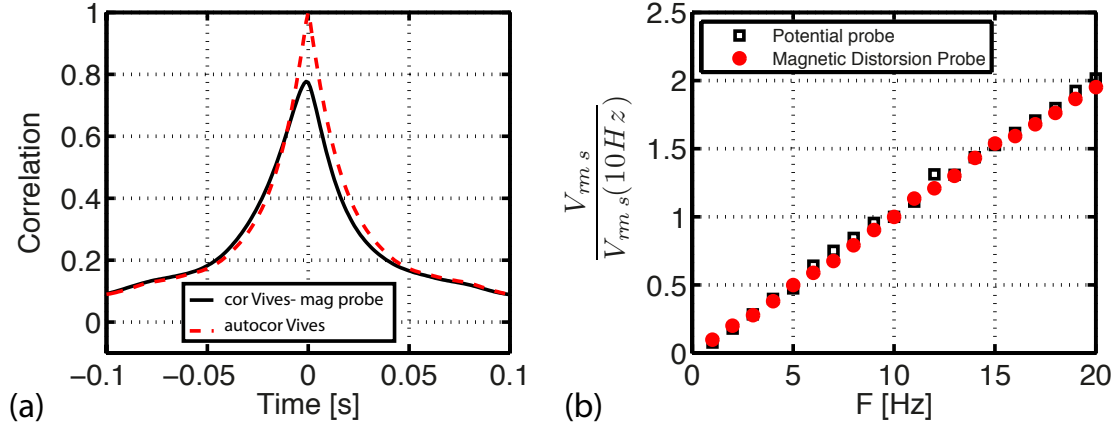 1
0.8
0.6
0.4
0.2
0
Correlation
cor Vives- mag probe
autocor Vives
−0.1 −0.05 0 0.05 0.1
Time [s]
(a)
2.5
2
1.5
1
0.5
0
V_{rm s}
V_{rm s}(10Hz)
Potential probe
Magnetic Distorsion Probe
0 5 10 15 20
F [Hz]
(b)